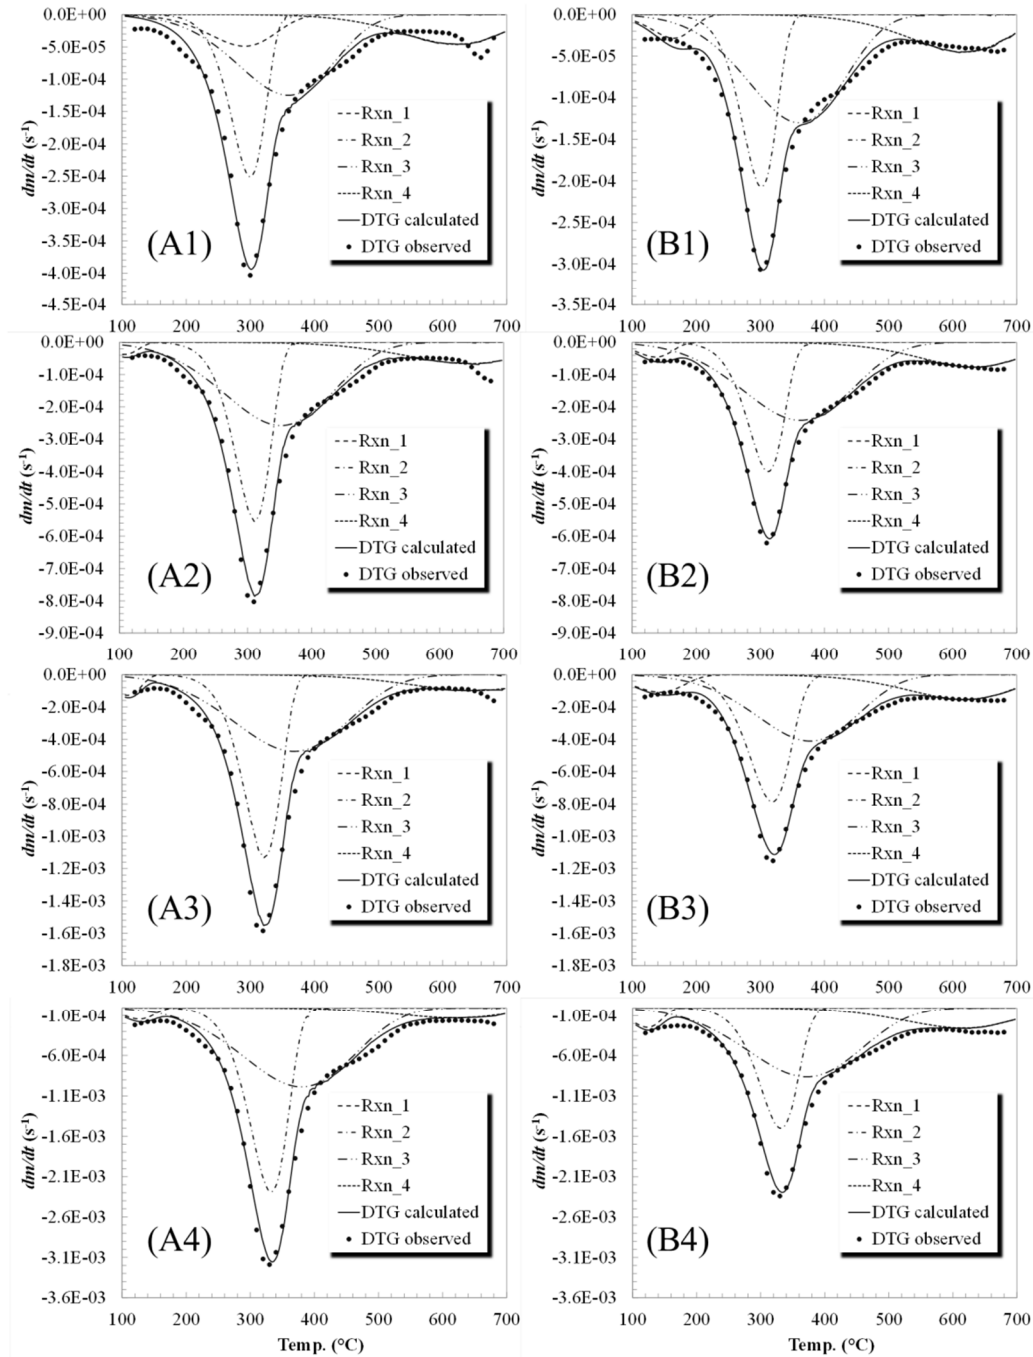 0.0E+00
-5.0E-05
-1.0E-04
-1.5E-04
-2.0E-04
-2.5E-04
-3.0E-04
-3.5E-04
-4.0E-04
-4.5E-04
dm/dt (s-1)
100 200 300 400 500 600 700
Rxn_1
Rxn_2
Rxn_3
Rxn_4
DTG calculated
DTG observed
(A1)
0.0E+00
-5.0E-05
-1.0E-04
-1.5E-04
-2.0E-04
-2.5E-04
-3.0E-04
-3.5E-04
dm/dt (s-1)
100 200 300 400 500 600 700
Rxn_1
Rxn_2
Rxn_3
Rxn_4
DTG calculated
DTG observed
(B1)
0.0E+00
-1.0E-04
-2.0E-04
-3.0E-04
-4.0E-04
-5.0E-04
-6.0E-04
-7.0E-04
-8.0E-04
-9.0E-04
dm/dt (s-1)
100 200 300 400 500 600 700
Rxn_1
Rxn_2
Rxn_3
Rxn_4
DTG calculated
DTG observed
(A2)
0.0E+00
-1.0E-04
-2.0E-04
-3.0E-04
-4.0E-04
-5.0E-04
-6.0E-04
-7.0E-04
-8.0E-04
-9.0E-04
dm/dt (s-1)
100 200 300 400 500 600 700
Rxn_1
Rxn_2
Rxn_3
Rxn_4
DTG calculated
DTG observed
(B2)
0.0E+00
-2.0E-04
-4.0E-04
-6.0E-04
-8.0E-04
-1.0E-03
-1.2E-03
-1.4E-03
-1.6E-03
-1.8E-03
dm/dt (s-1)
100 200 300 400 500 600 700
Rxn_1
Rxn_2
Rxn_3
Rxn_4
DTG calculated
DTG observed
(A3)
0.0E+00
-2.0E-04
-4.0E-04
-6.0E-04
-8.0E-04
-1.0E-03
-1.2E-03
-1.4E-03
-1.6E-03
-1.8E-03
dm/dt (s-1)
100 200 300 400 500 600 700
Rxn_1
Rxn_2
Rxn_3
Rxn_4
DTG calculated
DTG observed
(B3)
-1.0E-04
-6.0E-04
-1.1E-03
-1.6E-03
-2.1E-03
-2.6E-03
-3.1E-03
-3.6E-03
dm/dt (s-1)
100 200 300 400 500 600 700
Temp. (°C)
Rxn_1
Rxn_2
Rxn_3
Rxn_4
DTG calculated
DTG observed
(A4)
-1.0E-04
-6.0E-04
-1.1E-03
-1.6E-03
-2.1E-03
-2.6E-03
-3.1E-03
-3.6E-03
dm/dt (s-1)
100 200 300 400 500 600 700
Temp. (°C)
Rxn_1
Rxn_2
Rxn_3
Rxn_4
DTG calculated
DTG observed
(B4)